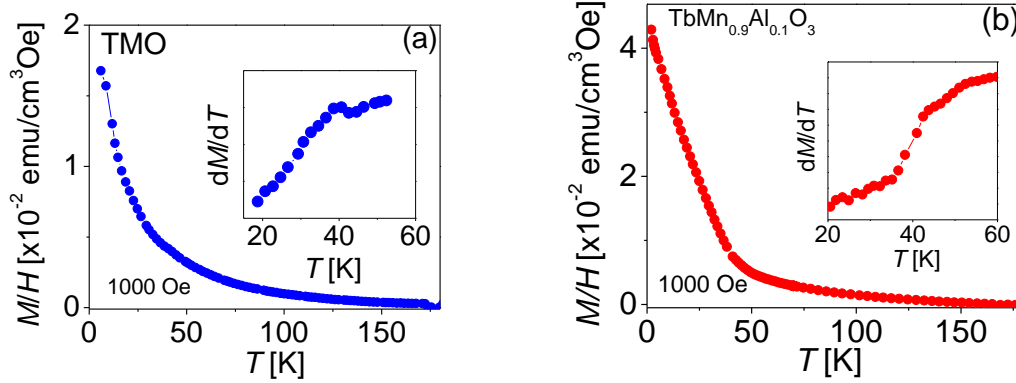 (a)
TMO
M/H [x10⁻² emu/cm³Oe]
2
1
0
1000 Oe
0 50 100 150
T [K]
dM/dT
20 40 60
T [K]
(b)
TbMn₀.₉Al₀.₁O₃
M/H [x10⁻² emu/cm³Oe]
4
2
0
1000 Oe
0 50 100 150
T [K]
dM/dT
20 40 60
T [K]